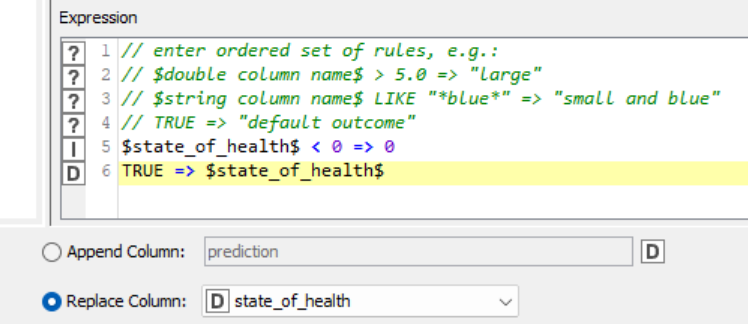 Expression
? 1 // enter ordered set of rules, e.g.:
? 2 // $double column name$ > 5.0 => "large"
? 3 // $string column name$ LIKE "*blue*" => "small and blue"
? 4 // TRUE => "default outcome"
I 5 $state_of_health$ < 0 => 0
D 6 TRUE => $state_of_health$
Append Column: prediction D
Replace Column: D state_of_health